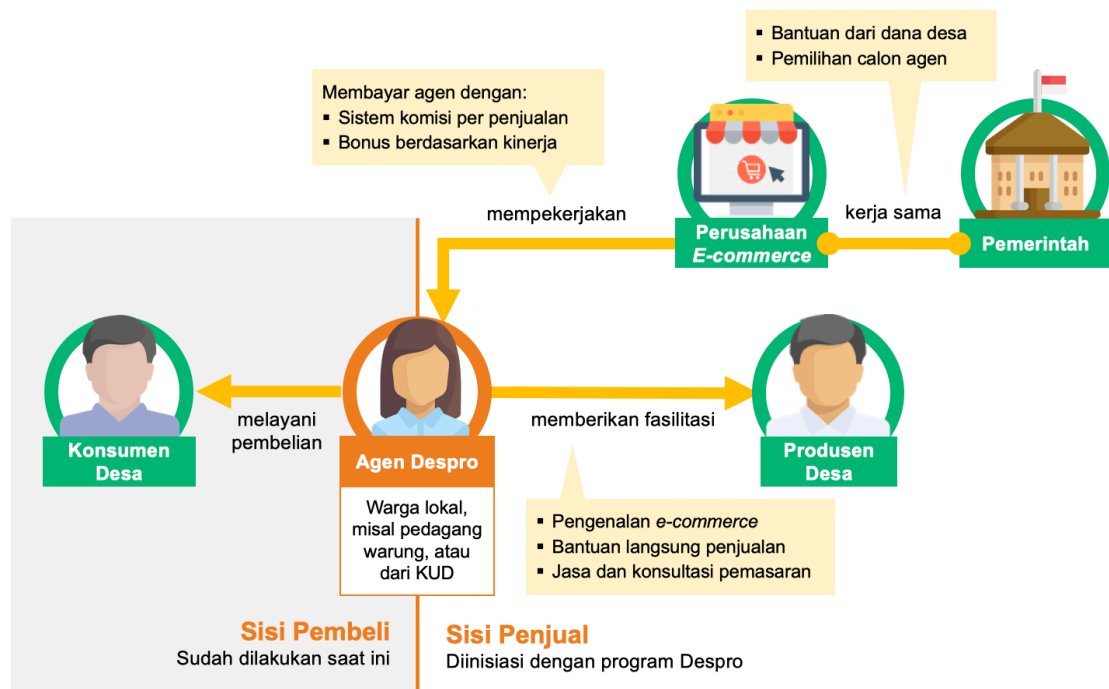 ▪ Bantuan dari dana desa
▪ Pemilihan calon agen
Membayar agen dengan:
▪ Sistem komisi per penjualan
▪ Bonus berdasarkan kinerja
mempekerjakan
kerja sama
Perusahaan
E-commerce
Pemerintah
melayani
pembelian
memberikan fasilitasi
Konsumen
Desa
Agen Despro
Produsen
Desa
Warga lokal,
misal pedagang
warung, atau
dari KUD
▪ Pengenalan e-commerce
▪ Bantuan langsung penjualan
▪ Jasa dan konsultasi pemasaran
Sisi Pembeli
Sudah dilakukan saat ini
Sisi Penjual
Diinisiasi dengan program Despro